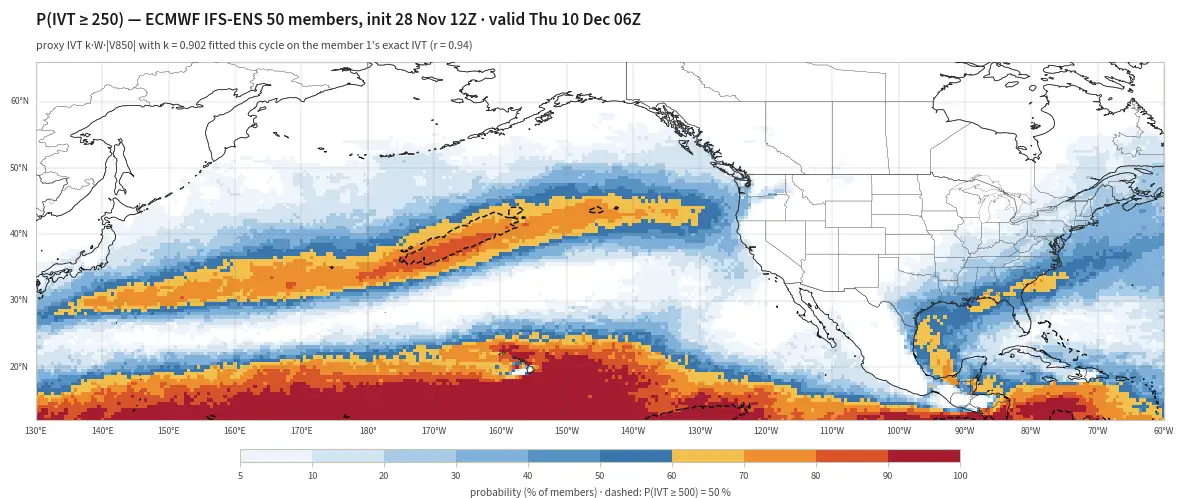 P(IVT ≥ 250) — ECMWF IFS-ENS 50 members, init 28 Nov 12Z · valid Thu 10 Dec 06Z
proxy IVT k·W·|V850| with k = 0.902 fitted this cycle on the member 1's exact IVT (r = 0.94)
60°N
50°N
40°N
30°N
20°N
130°E 140°E 150°E 160°E 170°E 180° 170°W 160°W 150°W 140°W 130°W 120°W 110°W 100°W 90°W 80°W 70°W 60°W
5 10 20 30 40 50 60 70 80 90 100
probability (% of members) · dashed: P(IVT ≥ 500) = 50 %